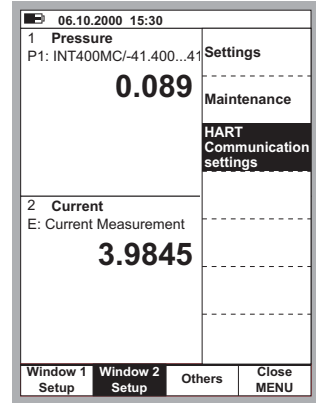 06.10.2000 15:30
1 Pressure
P1: INT400MC/-41.400...41
0.089
2 Current
E: Current Measurement
3.9845
Settings
Maintenance
HART
Communication
settings
Window 1
Setup
Window 2
Setup
Others
Close
MENU